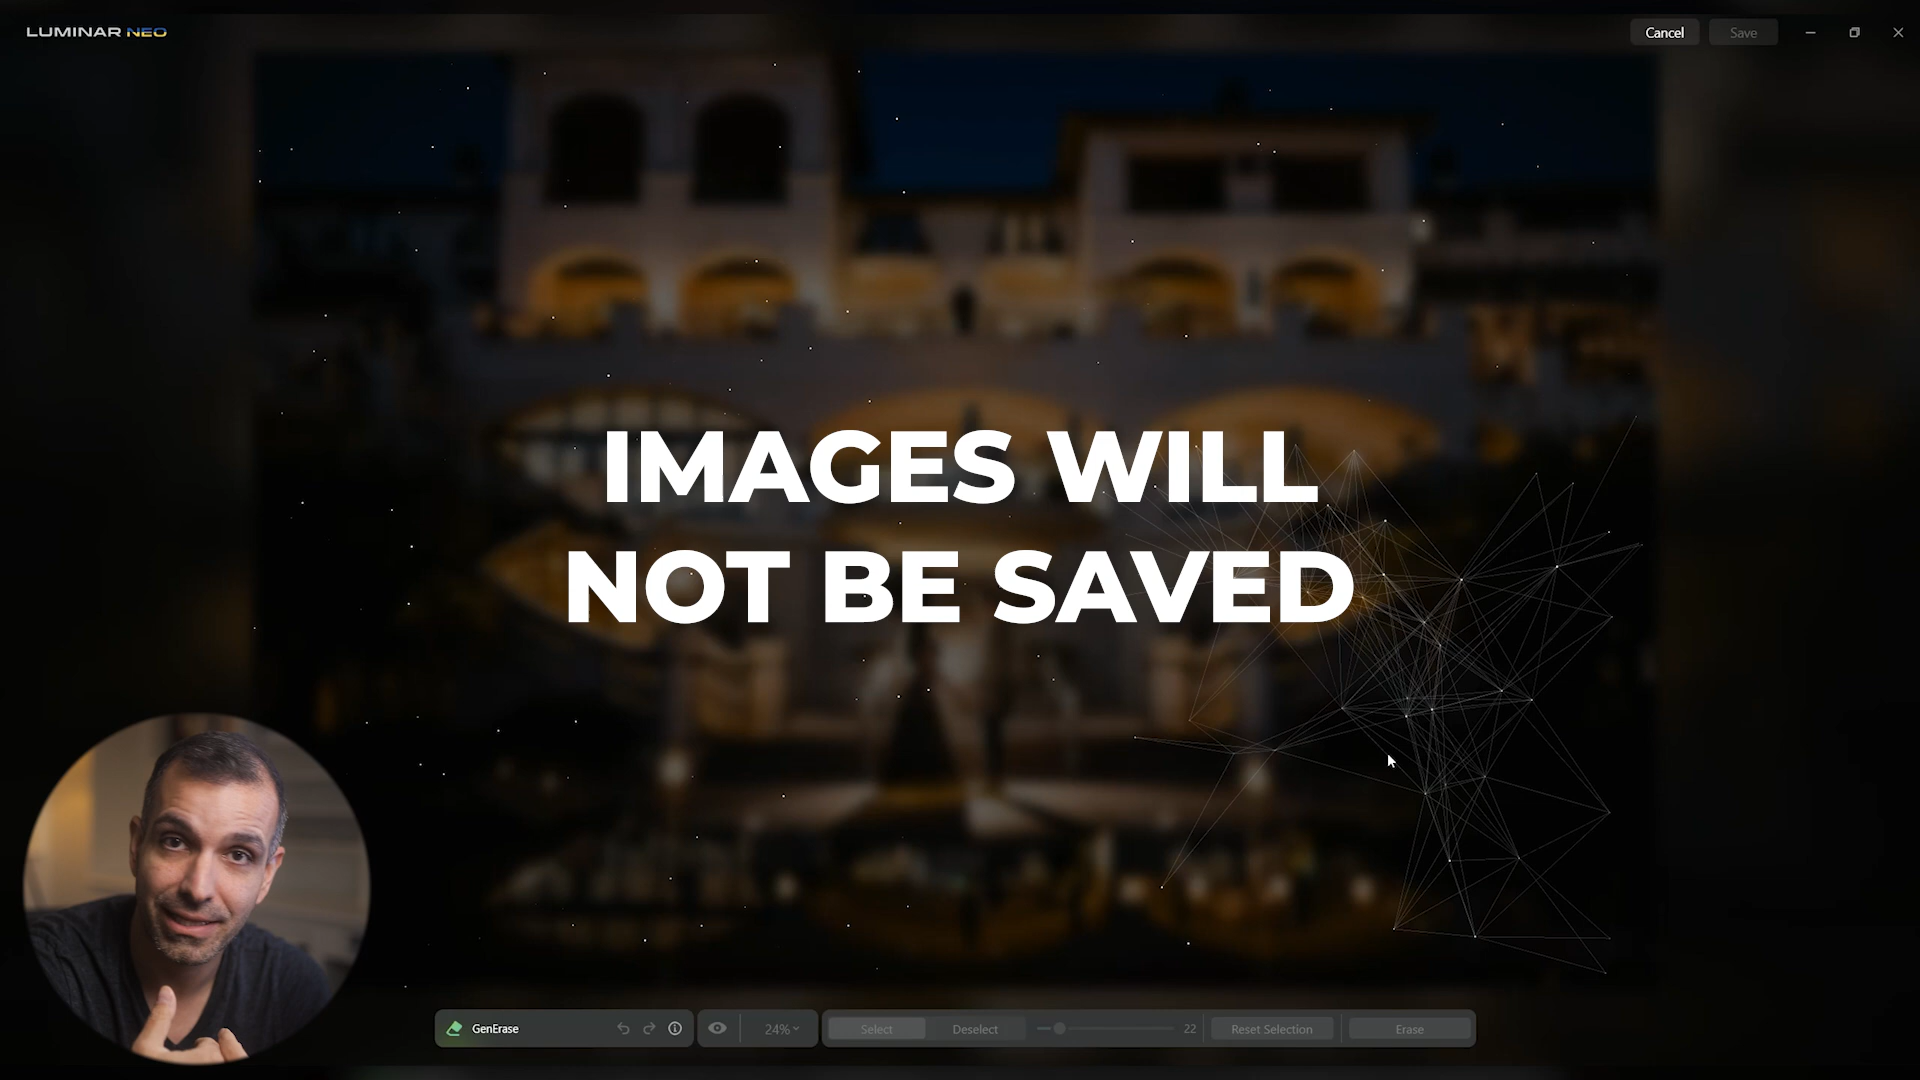 LUMINAR NEO
Cancel
Save
IMAGES WILL
NOT BE SAVED
GenErase
24%
Select
Deselect
22
Reset Selection
Erase